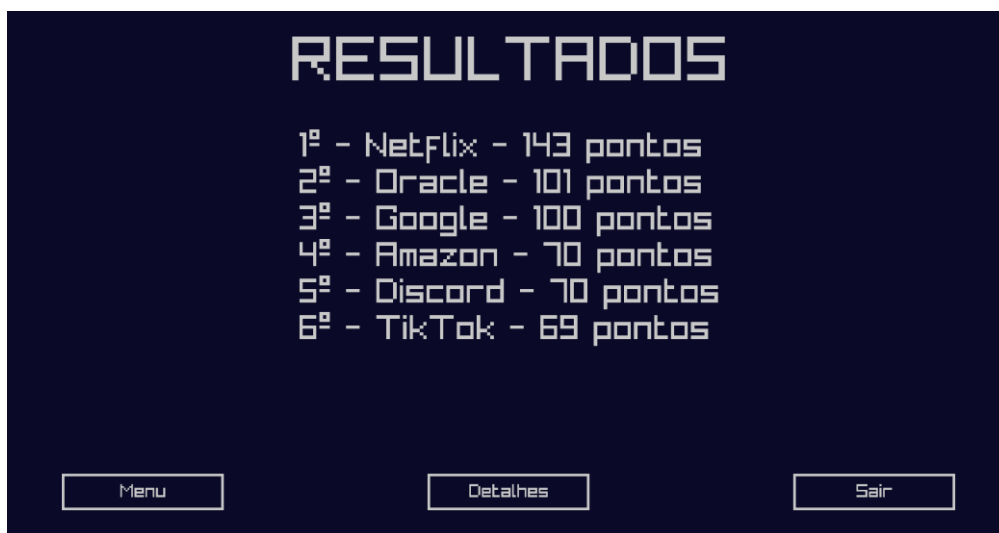 RESULTADOS
1º - Netflix - 143 pontos
2º - Oracle - 101 pontos
3º - Google - 100 pontos
4º - Amazon - 70 pontos
5º - Discord - 70 pontos
6º - TikTok - 69 pontos
Menu Detalhes Sair